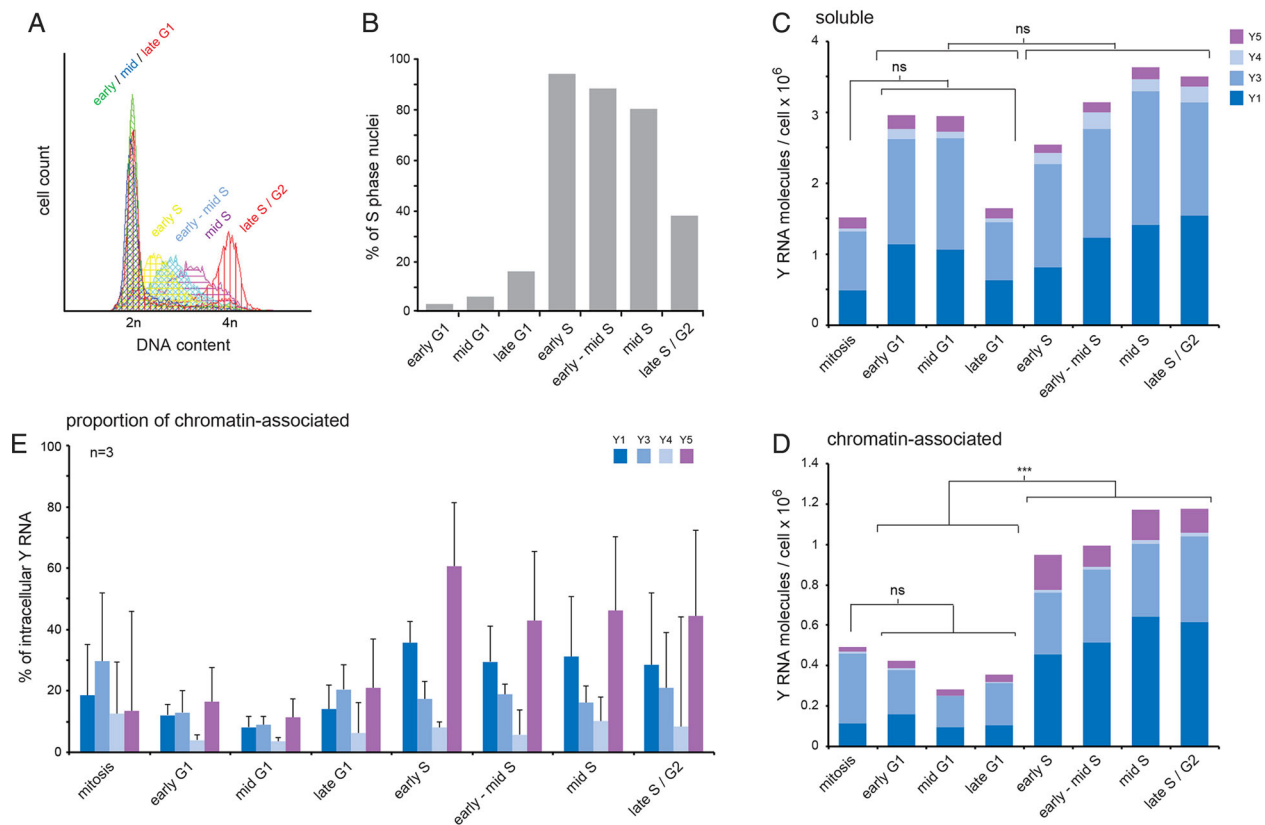 A
early / mid / late G1
early S
early - mid S
mid S
late S / G2
cell count
2n
4n
DNA content
B
% of S phase nuclei
100
80
60
40
20
0
early G1
mid G1
late G1
early S
early - mid S
mid S
late S / G2
C
soluble
ns
ns
Y5
Y4
Y3
Y1
Y RNA molecules / cell x 10⁶
4
3
2
1
0
mitosis
early G1
mid G1
late G1
early S
early - mid S
mid S
late S / G2
E
proportion of chromatin-associated
n=3
Y1 Y3 Y4 Y5
% of intracellular Y RNA
100
80
60
40
20
0
mitosis
early G1
mid G1
late G1
early S
early - mid S
mid S
late S / G2
D
chromatin-associated
***
ns
Y RNA molecules / cell x 10⁶
1.4
1.2
1
0.8
0.6
0.4
0.2
0
mitosis
early G1
mid G1
late G1
early S
early - mid S
mid S
late S / G2